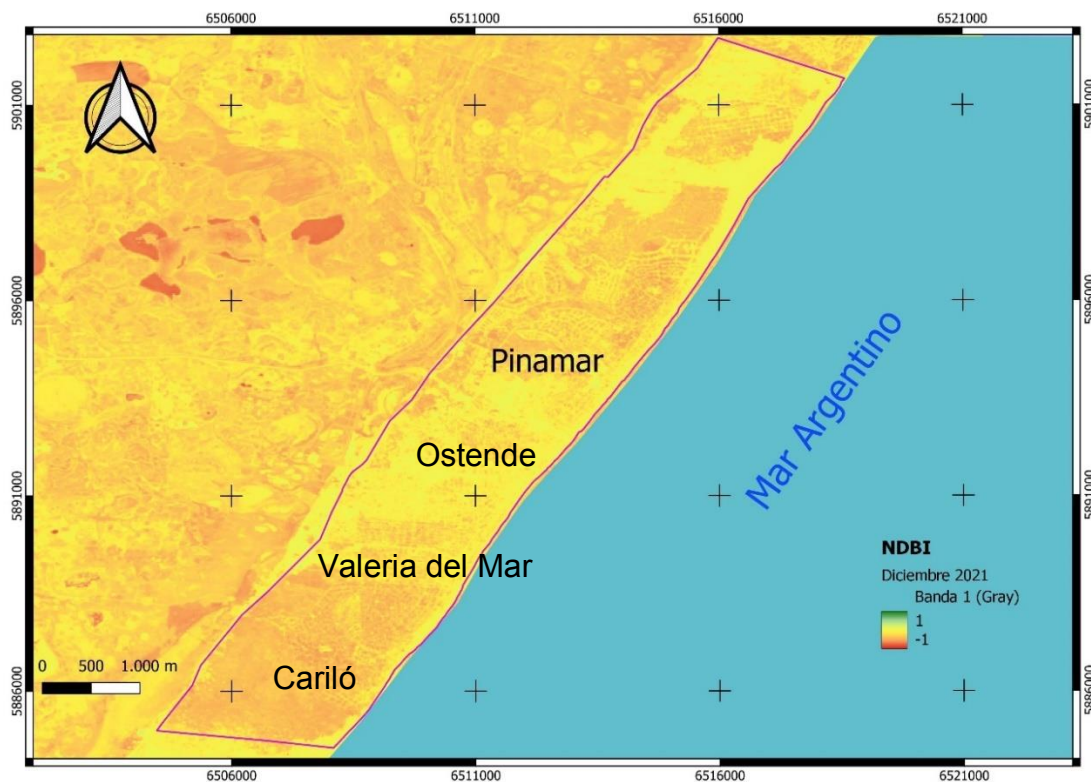 6506000 6511000 6516000 6521000
5901000 5901000
5896000 5896000
Pinamar
Ostende
Mar Argentino
5891000 5891000
NDBI
Valeria del Mar
Diciembre 2021
Banda 1 (Gray)
1
-1
0 500 1.000 m
Cariló
5886000 5886000
6506000 6511000 6516000 6521000